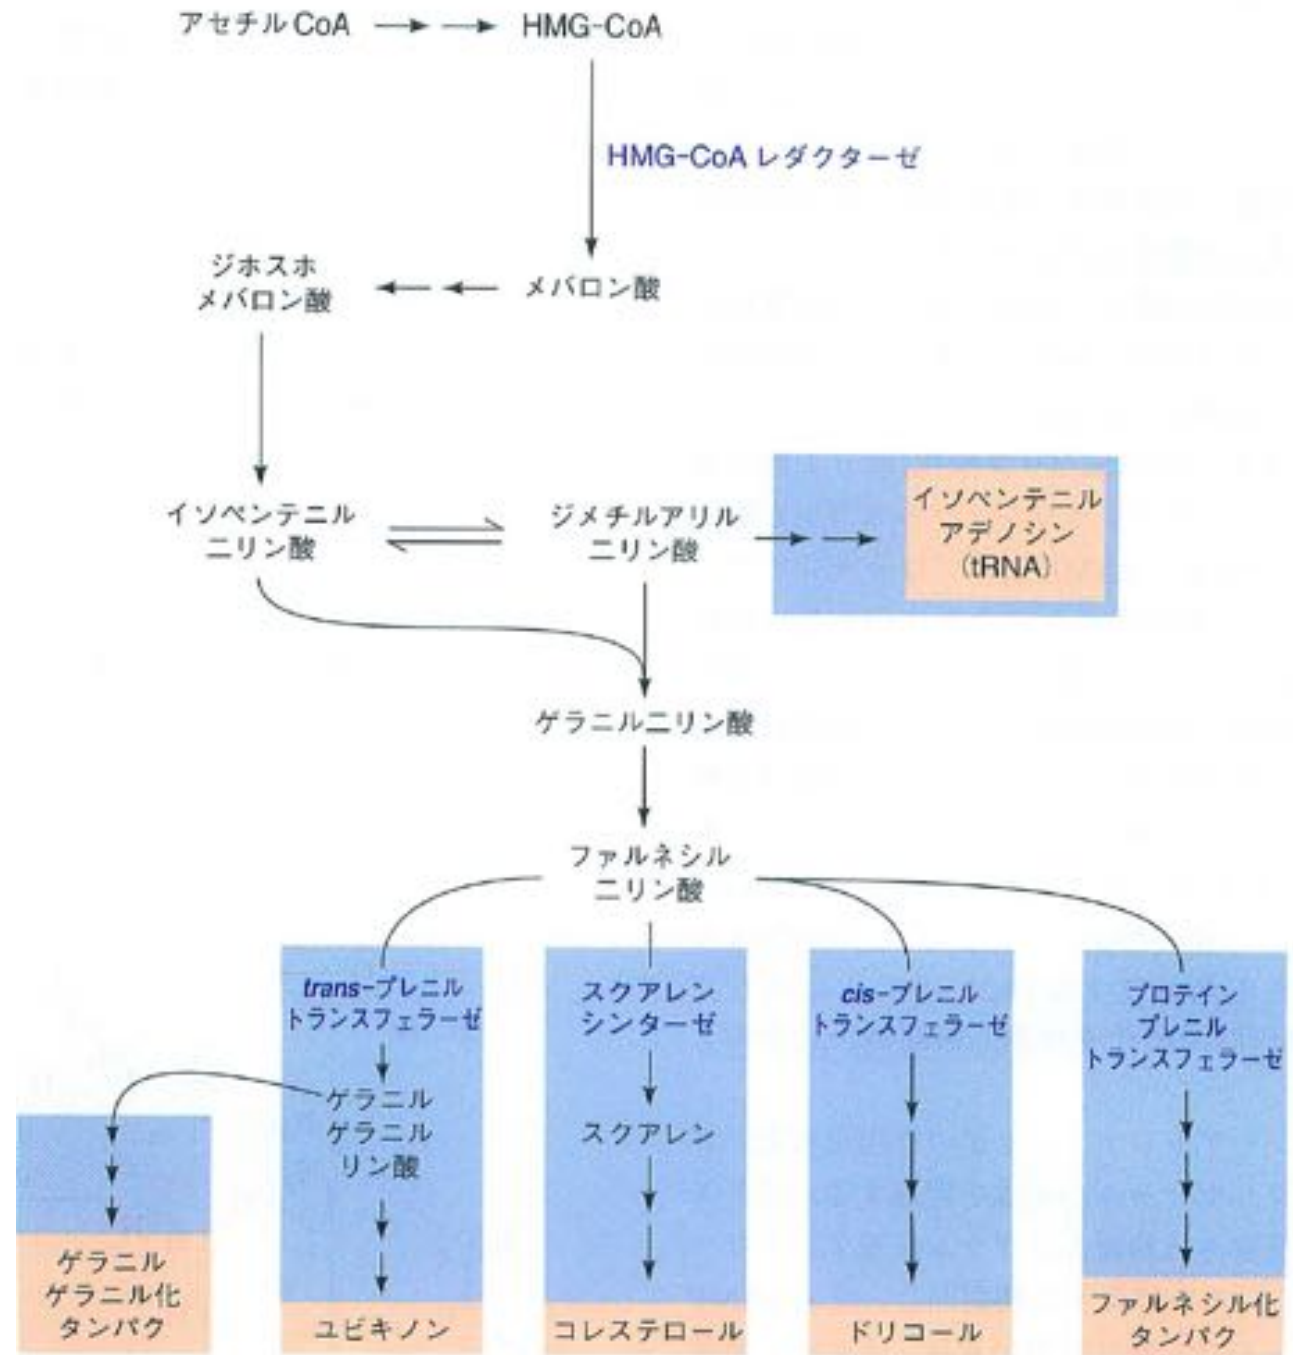 アセチルCoA
HMG-CoA
HMG-CoA レダクターゼ
ジホスホ
メバロン酸
メバロン酸
イソペンテニル
二リン酸
ジメチルアリル
二リン酸
イソペンテニル
アデノシン
(tRNA)
ゲラニル二リン酸
ファルネシル
二リン酸
trans-プレニル
トランスフェラーゼ
スクアレン
シンターゼ
cis-プレニル
トランスフェラーゼ
プロテイン
プレニル
トランスフェラーゼ
ゲラニル
ゲラニル
リン酸
スクアレン
ゲラニル
ゲラニル化
タンパク
ユビキノン
コレステロール
ドリコール
ファルネシル化
タンパク